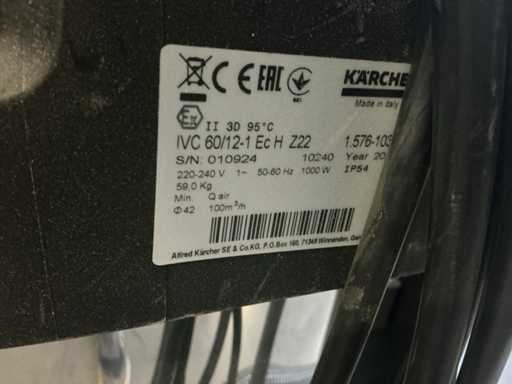 CE EAC KÄRCHER
Made in Italy
Ex II 3D 95°C
IVC 60/12-1 Ec H Z22 1.576-103
S/N: 010924 10240 Year 20
220-240 V 1~ 50-60 Hz 1000 W IP54
59,0 Kg
Min. Q air
Φ42 100m³/h
Alfred Kärcher SE & Co.KG, P.O.Box 160, 71349 Winnenden, Ger